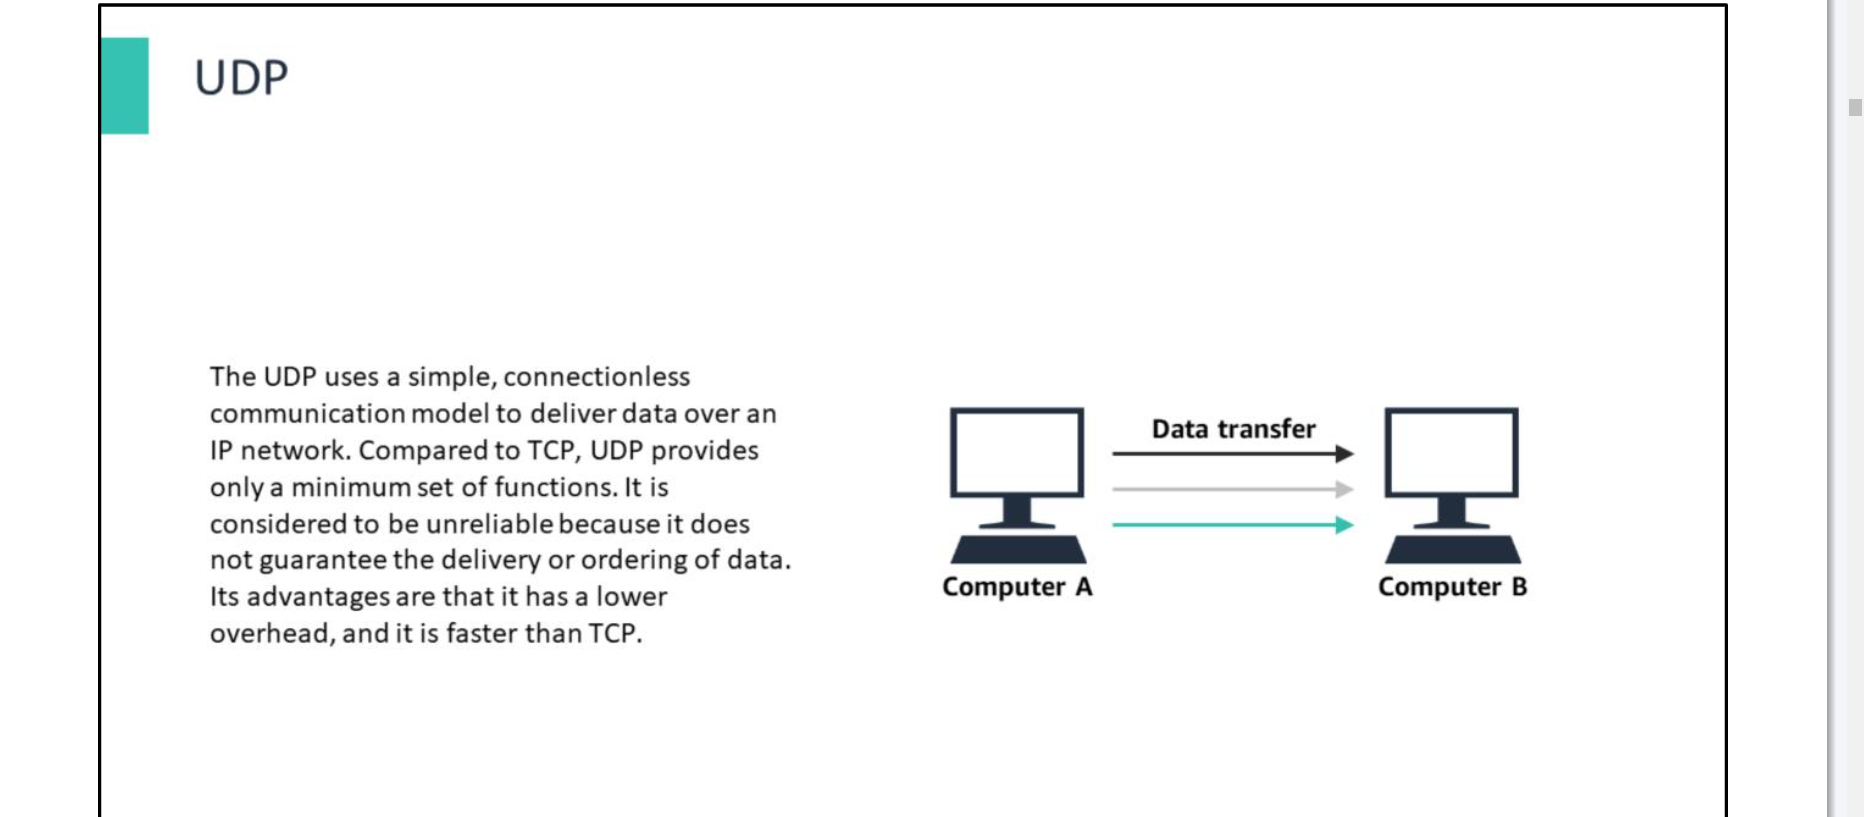 UDP
The UDP uses a simple, connectionless
communication model to deliver data over an
IP network. Compared to TCP, UDP provides
only a minimum set of functions. It is
considered to be unreliable because it does
not guarantee the delivery or ordering of data.
Its advantages are that it has a lower
overhead, and it is faster than TCP.
Data transfer
Computer A
Computer B